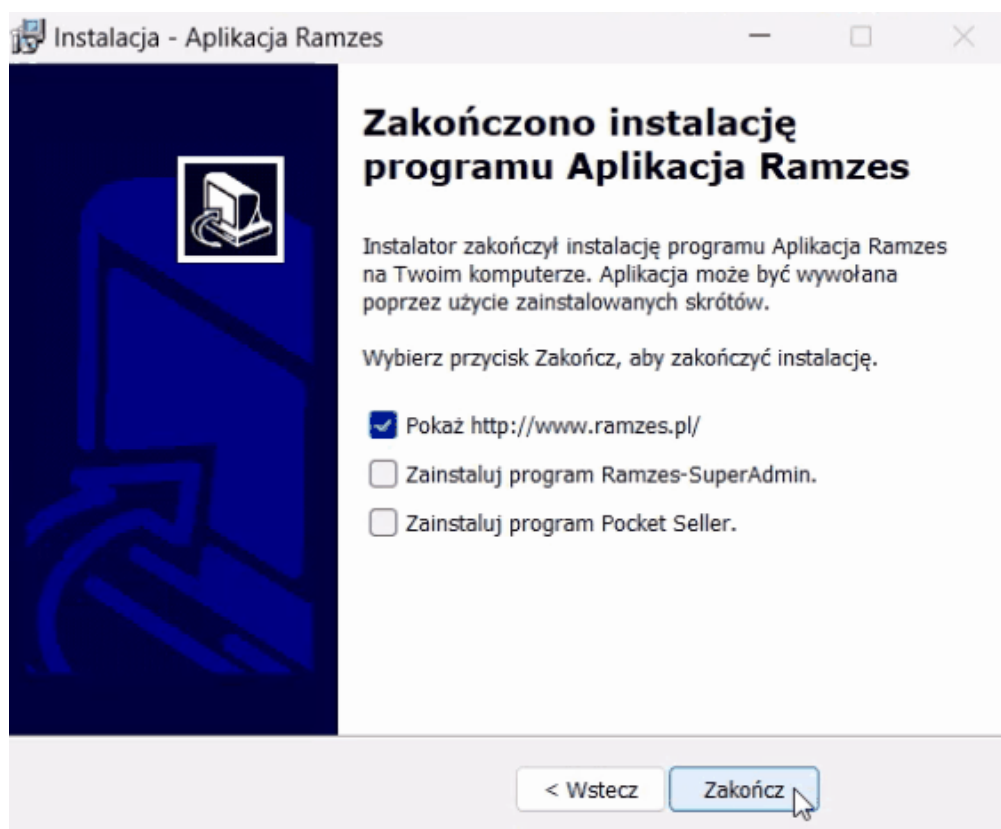 Instalacja - Aplikacja Ramzes
Zakończono instalację
programu Aplikacja Ramzes
Instalator zakończył instalację programu Aplikacja Ramzes
na Twoim komputerze. Aplikacja może być wywołana
poprzez użycie zainstalowanych skrótów.
Wybierz przycisk Zakończ, aby zakończyć instalację.
Pokaż http://www.ramzes.pl/
Zainstaluj program Ramzes-SuperAdmin.
Zainstaluj program Pocket Seller.
< Wstecz
Zakończ